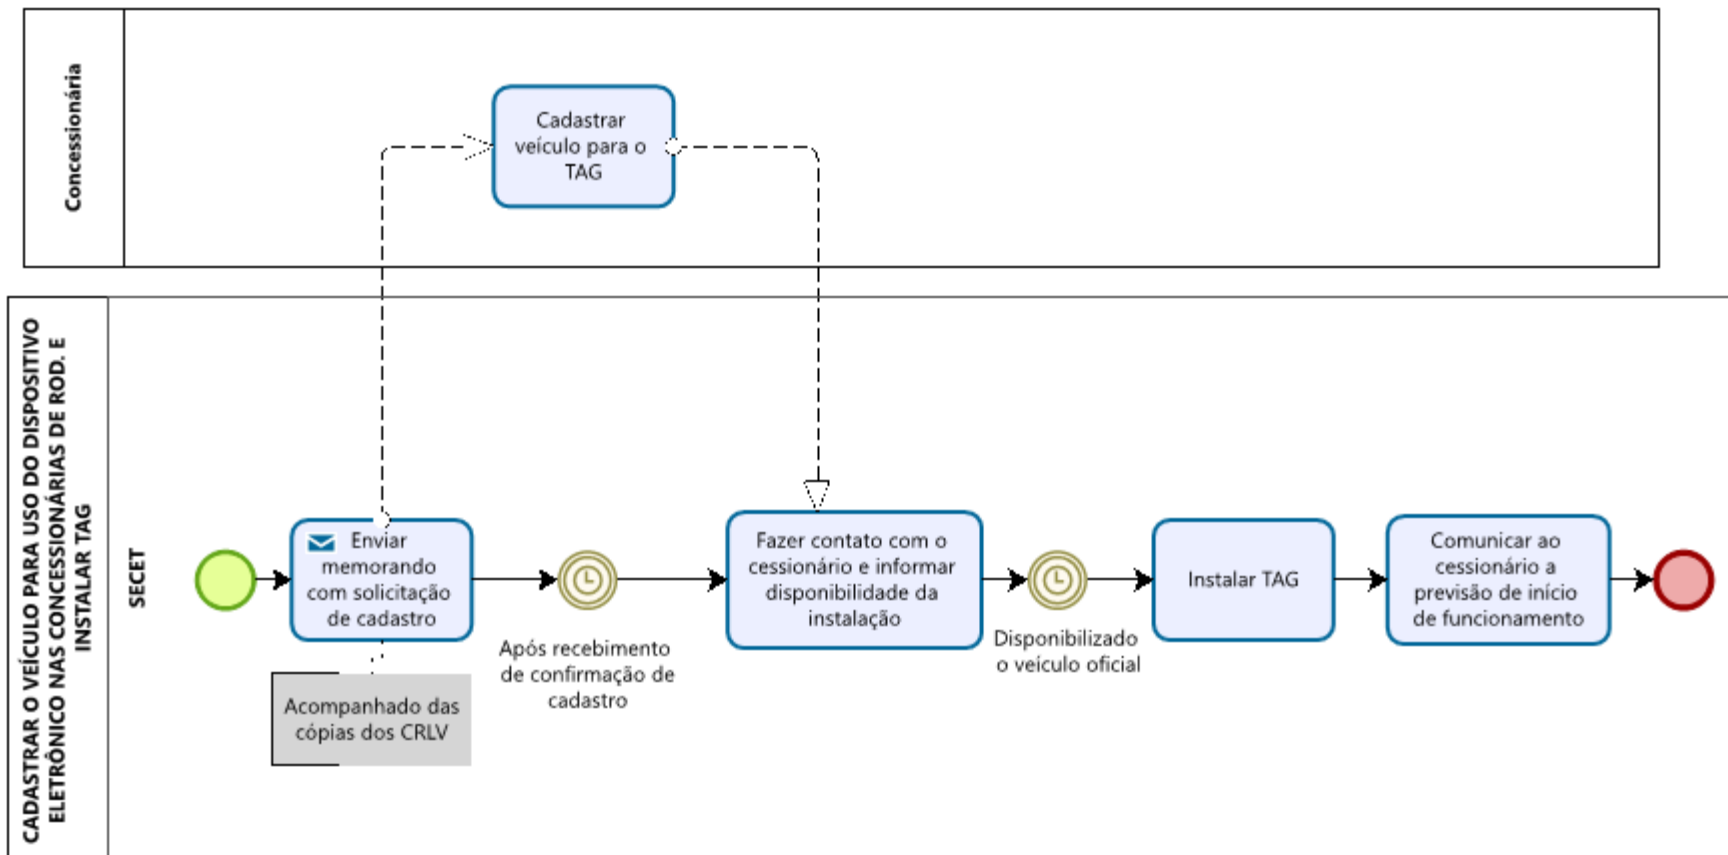 Concessionária
Cadastrar
veículo para o
TAG
CADASTRAR O VEÍCULO PARA USO DO DISPOSITIVO
ELETRÔNICO NAS CONCESSIONÁRIAS DE ROD. E
INSTALAR TAG
SECET
Enviar
memorando
com solicitação
de cadastro
Acompanhado das
cópias dos CRLV
Após recebimento
de confirmação de
cadastro
Fazer contato com o
cessionário e informar
disponibilidade da
instalação
Disponibilizado
o veículo oficial
Instalar TAG
Comunicar ao
cessionário a
previsão de início
de funcionamento